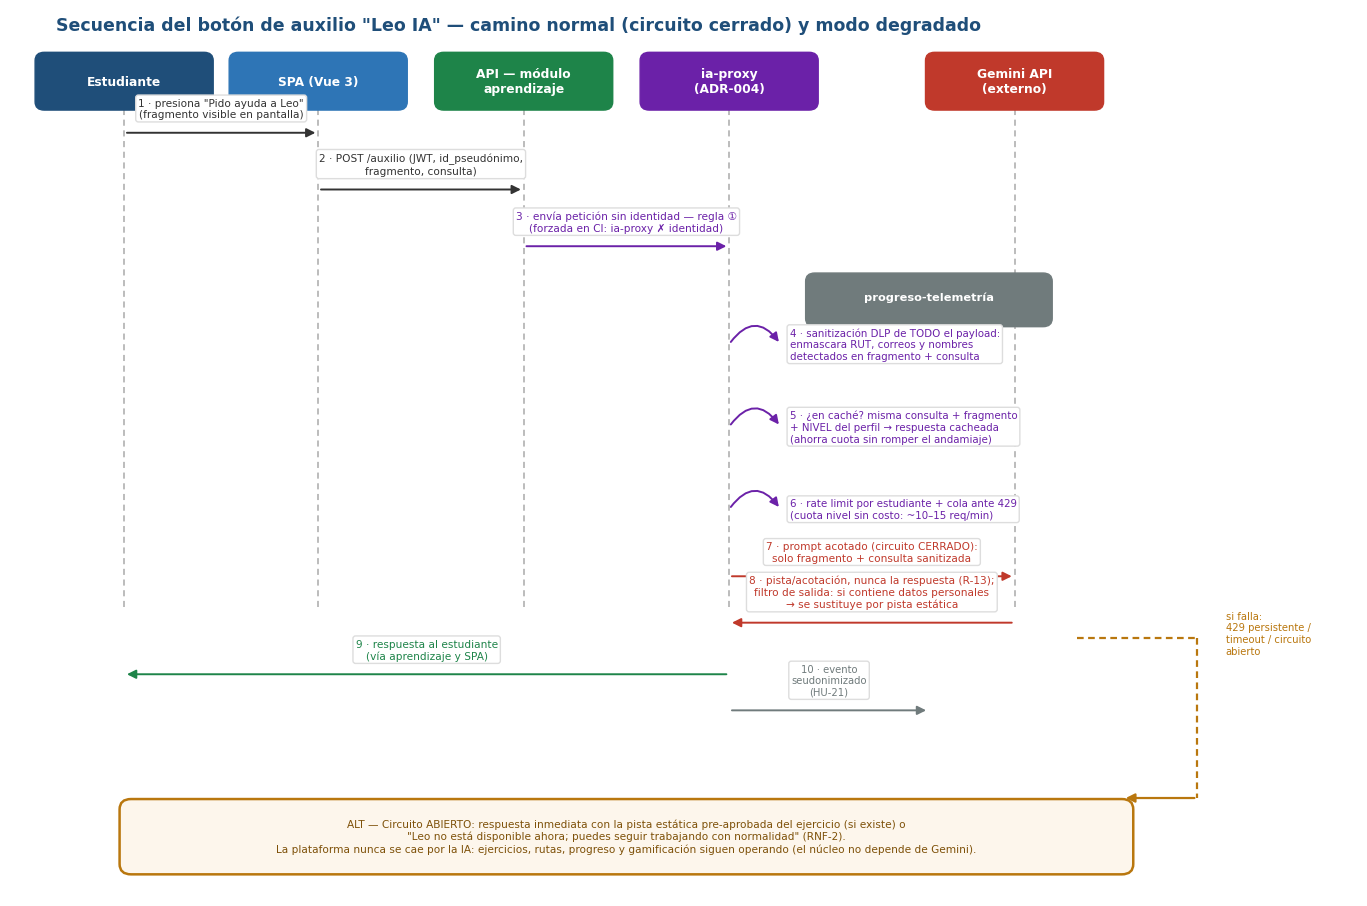 Secuencia del botón de auxilio "Leo IA" — camino normal (circuito cerrado) y modo degradado
Estudiante
SPA (Vue 3)
API — módulo
aprendizaje
ia-proxy
(ADR-004)
Gemini API
(externo)
1 · presiona "Pido ayuda a Leo"
(fragmento visible en pantalla)
2 · POST /auxilio (JWT, id_pseudónimo,
fragmento, consulta)
3 · envía petición sin identidad — regla ①
(forzada en CI: ia-proxy ✗ identidad)
progreso-telemetría
4 · sanitización DLP de TODO el payload:
enmascara RUT, correos y nombres
detectados en fragmento + consulta
5 · ¿en caché? misma consulta + fragmento
+ NIVEL del perfil → respuesta cacheada
(ahorra cuota sin romper el andamiaje)
6 · rate limit por estudiante + cola ante 429
(cuota nivel sin costo: ~10–15 req/min)
7 · prompt acotado (circuito CERRADO):
solo fragmento + consulta sanitizada
8 · pista/acotación, nunca la respuesta (R-13);
filtro de salida: si contiene datos personales
→ se sustituye por pista estática
si falla:
429 persistente /
timeout / circuito
abierto
9 · respuesta al estudiante
(vía aprendizaje y SPA)
10 · evento
seudonimizado
(HU-21)
ALT — Circuito ABIERTO: respuesta inmediata con la pista estática pre-aprobada del ejercicio (si existe) o
"Leo no está disponible ahora; puedes seguir trabajando con normalidad" (RNF-2).
La plataforma nunca se cae por la IA: ejercicios, rutas, progreso y gamificación siguen operando (el núcleo no depende de Gemini).